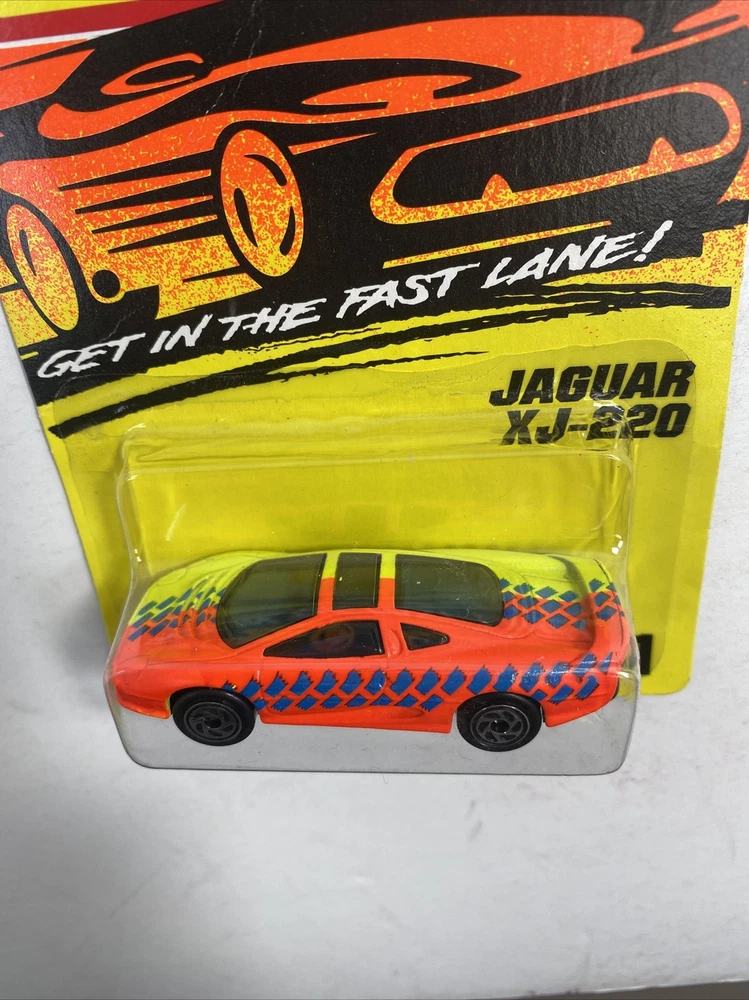 GET IN THE FAST LANE!
JAGUAR
XJ-220